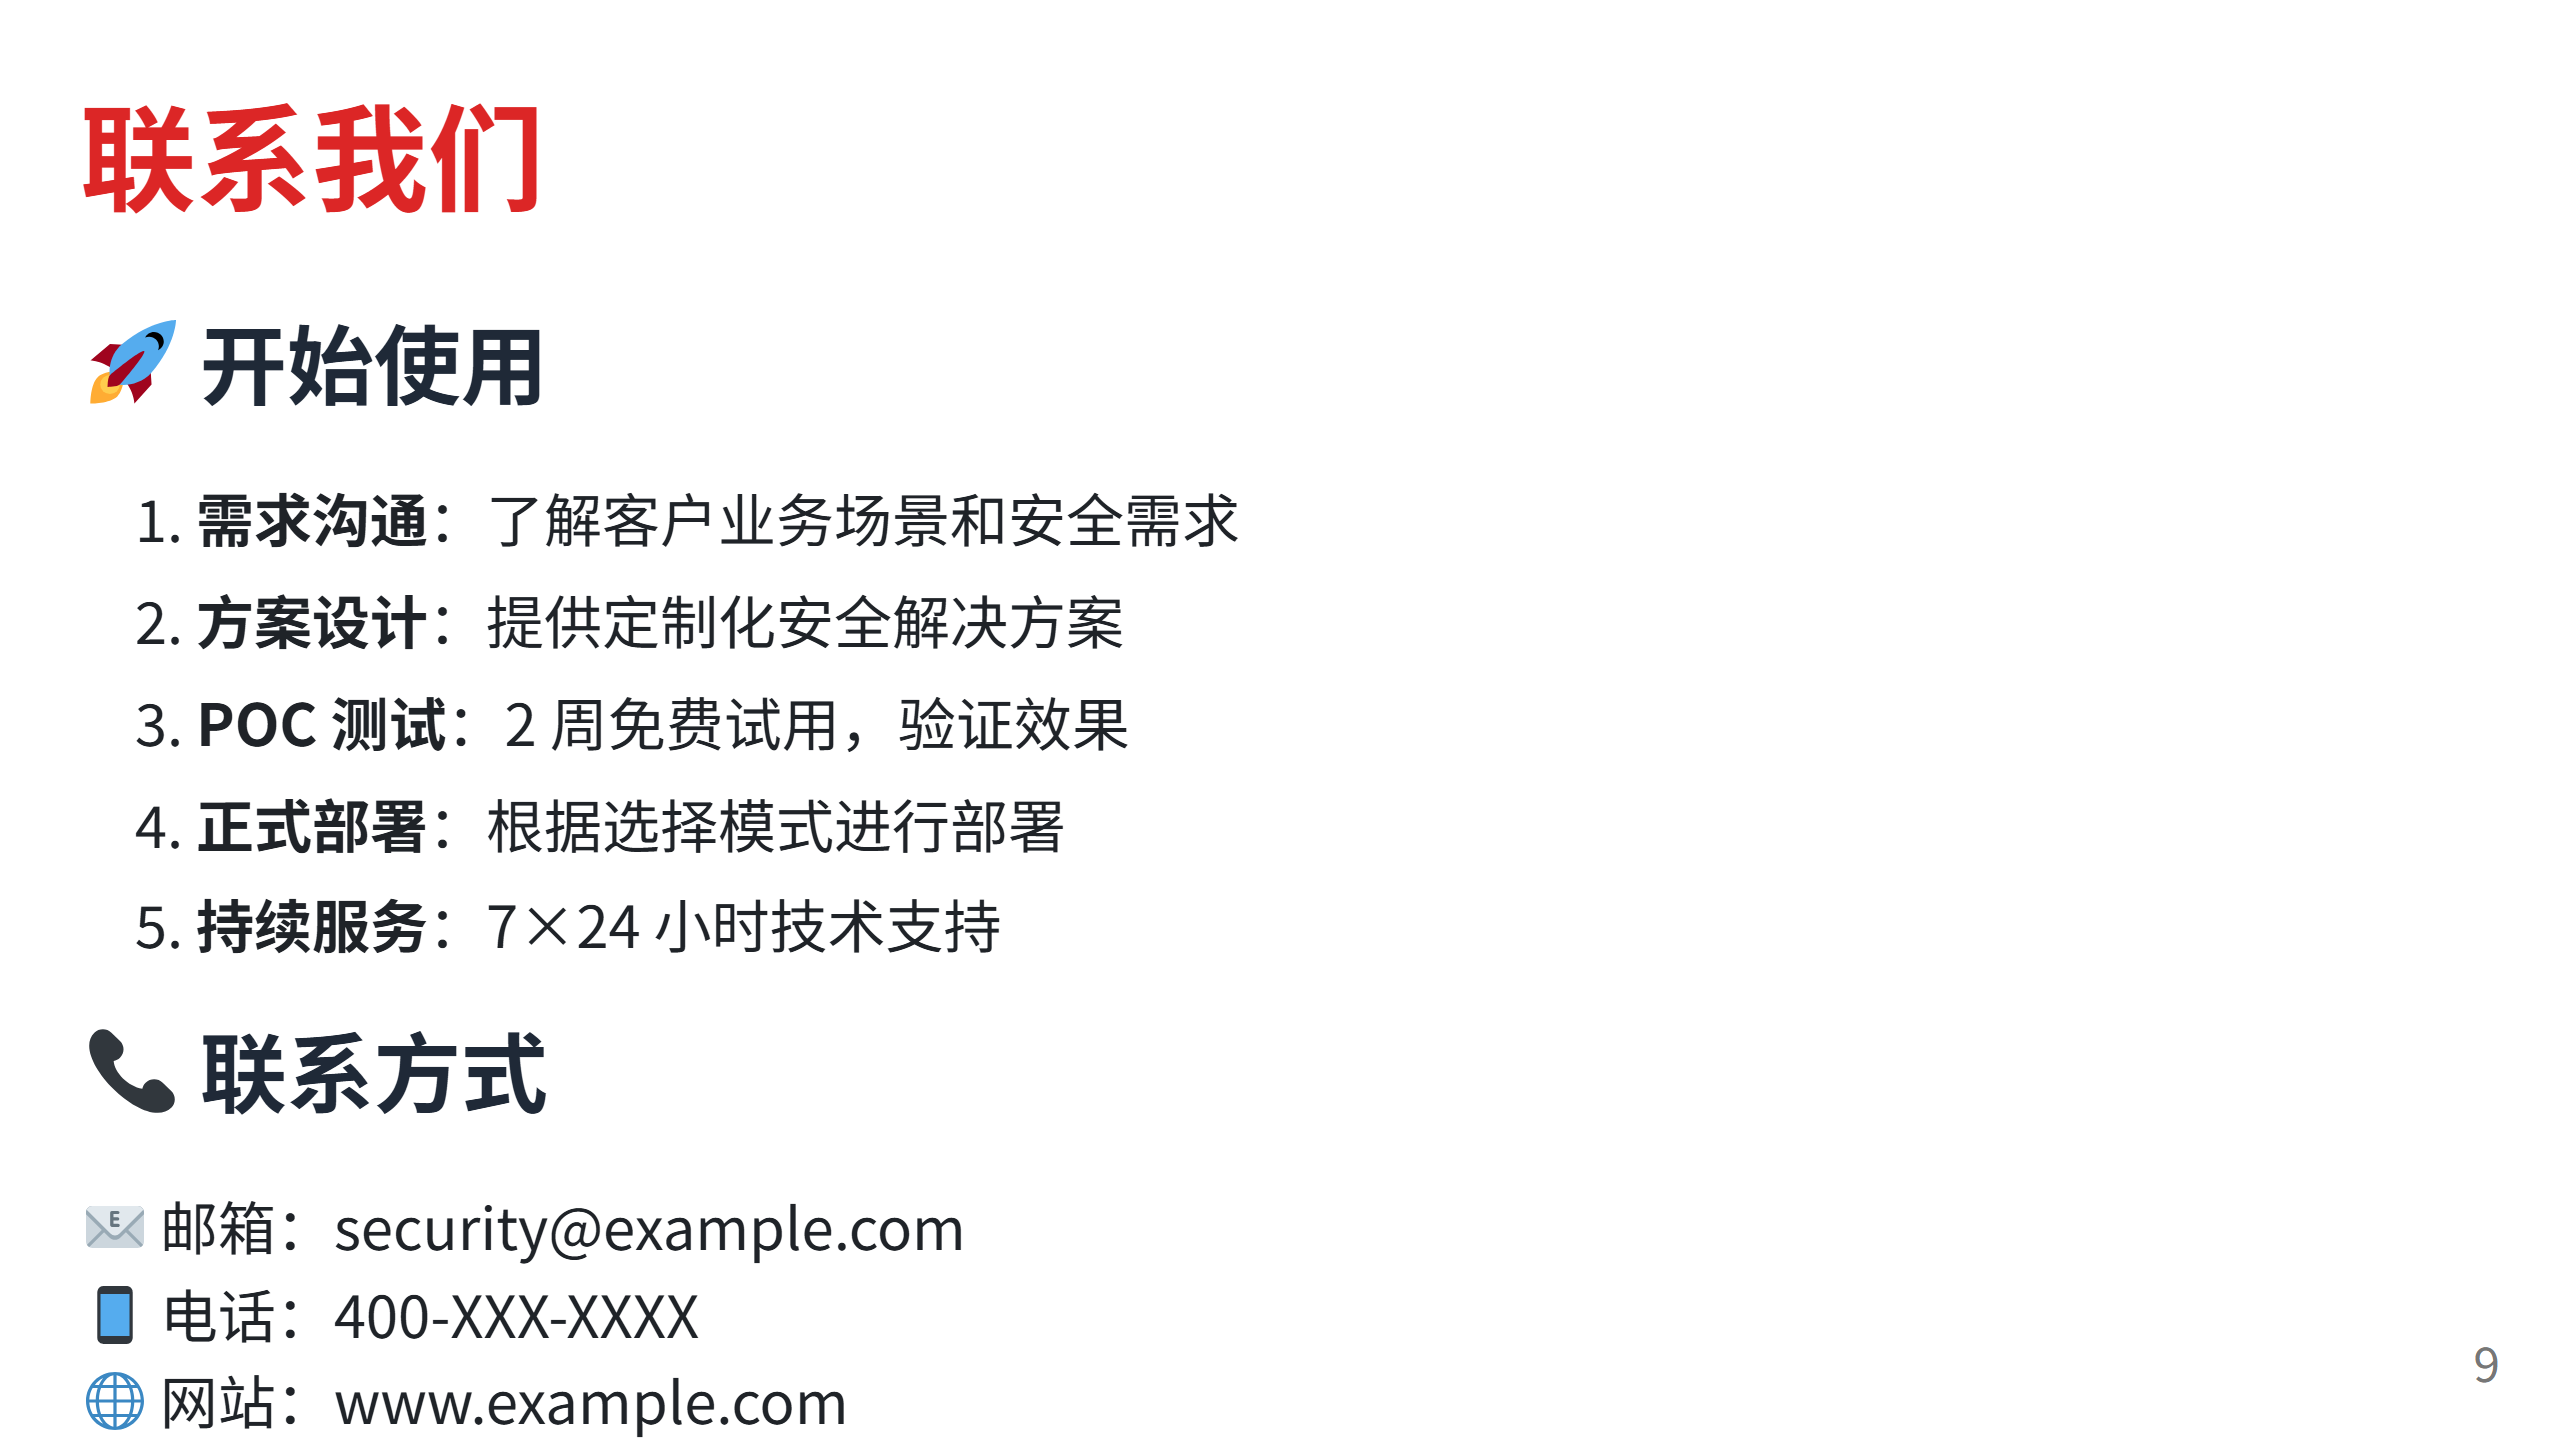 联系我们
🚀 开始使用
1. 需求沟通：了解客户业务场景和安全需求
2. 方案设计：提供定制化安全解决方案
3. POC 测试：2 周免费试用，验证效果
4. 正式部署：根据选择模式进行部署
5. 持续服务：7×24 小时技术支持
📞 联系方式
📧 邮箱：security@example.com
📱 电话：400-XXX-XXXX
🌐 网站：www.example.com
9